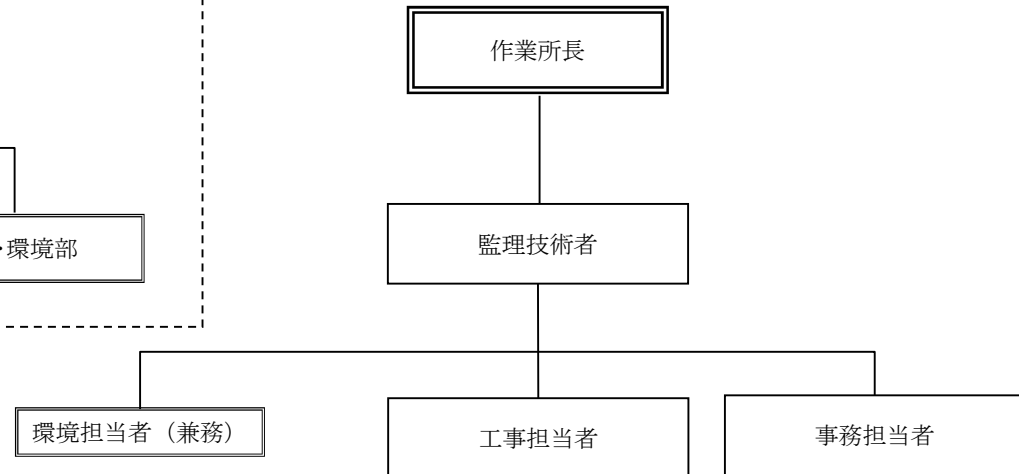 作業所長
・環境部
監理技術者
環境担当者（兼務）
工事担当者
事務担当者